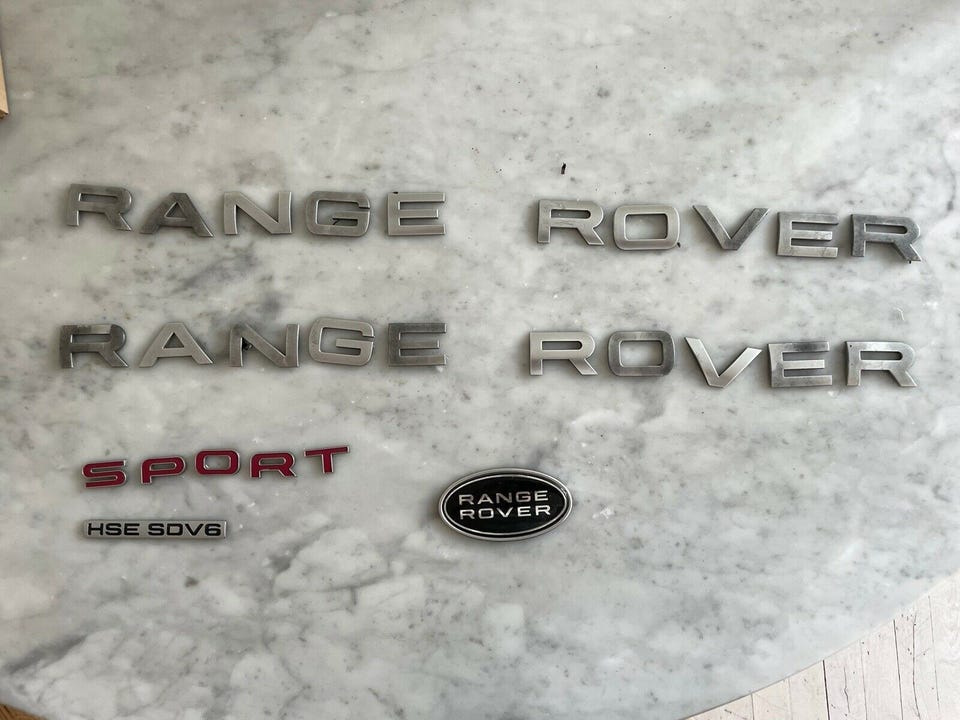 RANGE ROVER
RANGE ROVER
SPORT
HSE SDV6
RANGE
ROVER